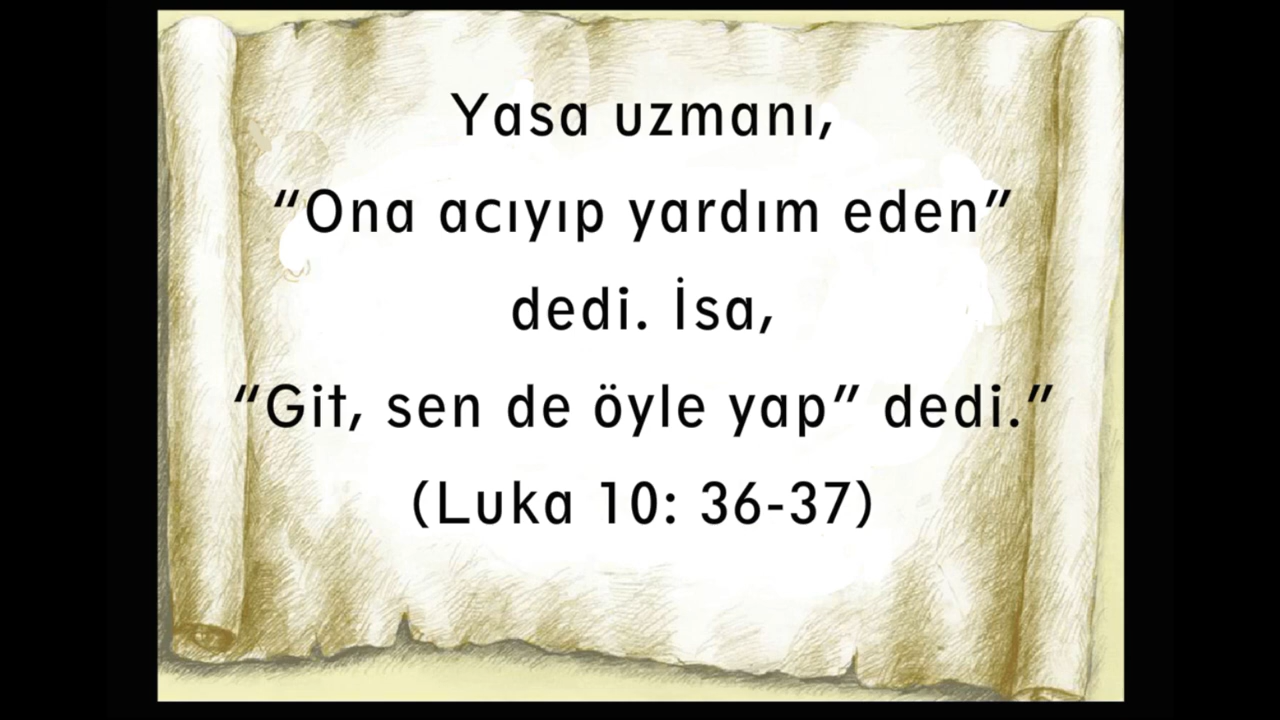 Yasa uzmanı,
“Ona acıyıp yardım eden”
dedi. İsa,
“Git, sen de öyle yap” dedi.”
(Luka 10: 36-37)